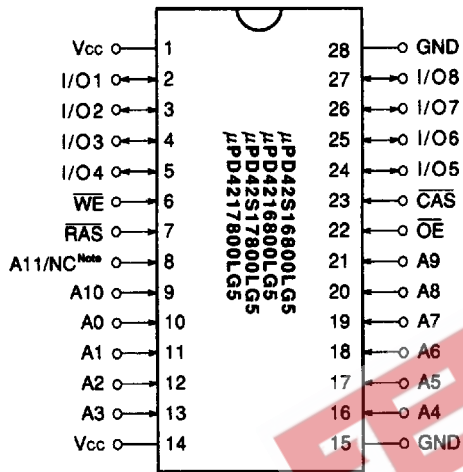 Vcc 1 28 GND
I/O1 2 27 I/O8
I/O2 3 26 I/O7
I/O3 4 25 I/O6
I/O4 5 24 I/O5
WE 6 23 CAS
RAS 7 22 OE
A11/NC Note 8 21 A9
A10 9 20 A8
A0 10 19 A7
A1 11 18 A6
A2 12 17 A5
A3 13 16 A4
Vcc 14 15 GND
μPD42S16800LG5
μPD4216800LG5
μPD42S17800LG5
μPD4217800LG5